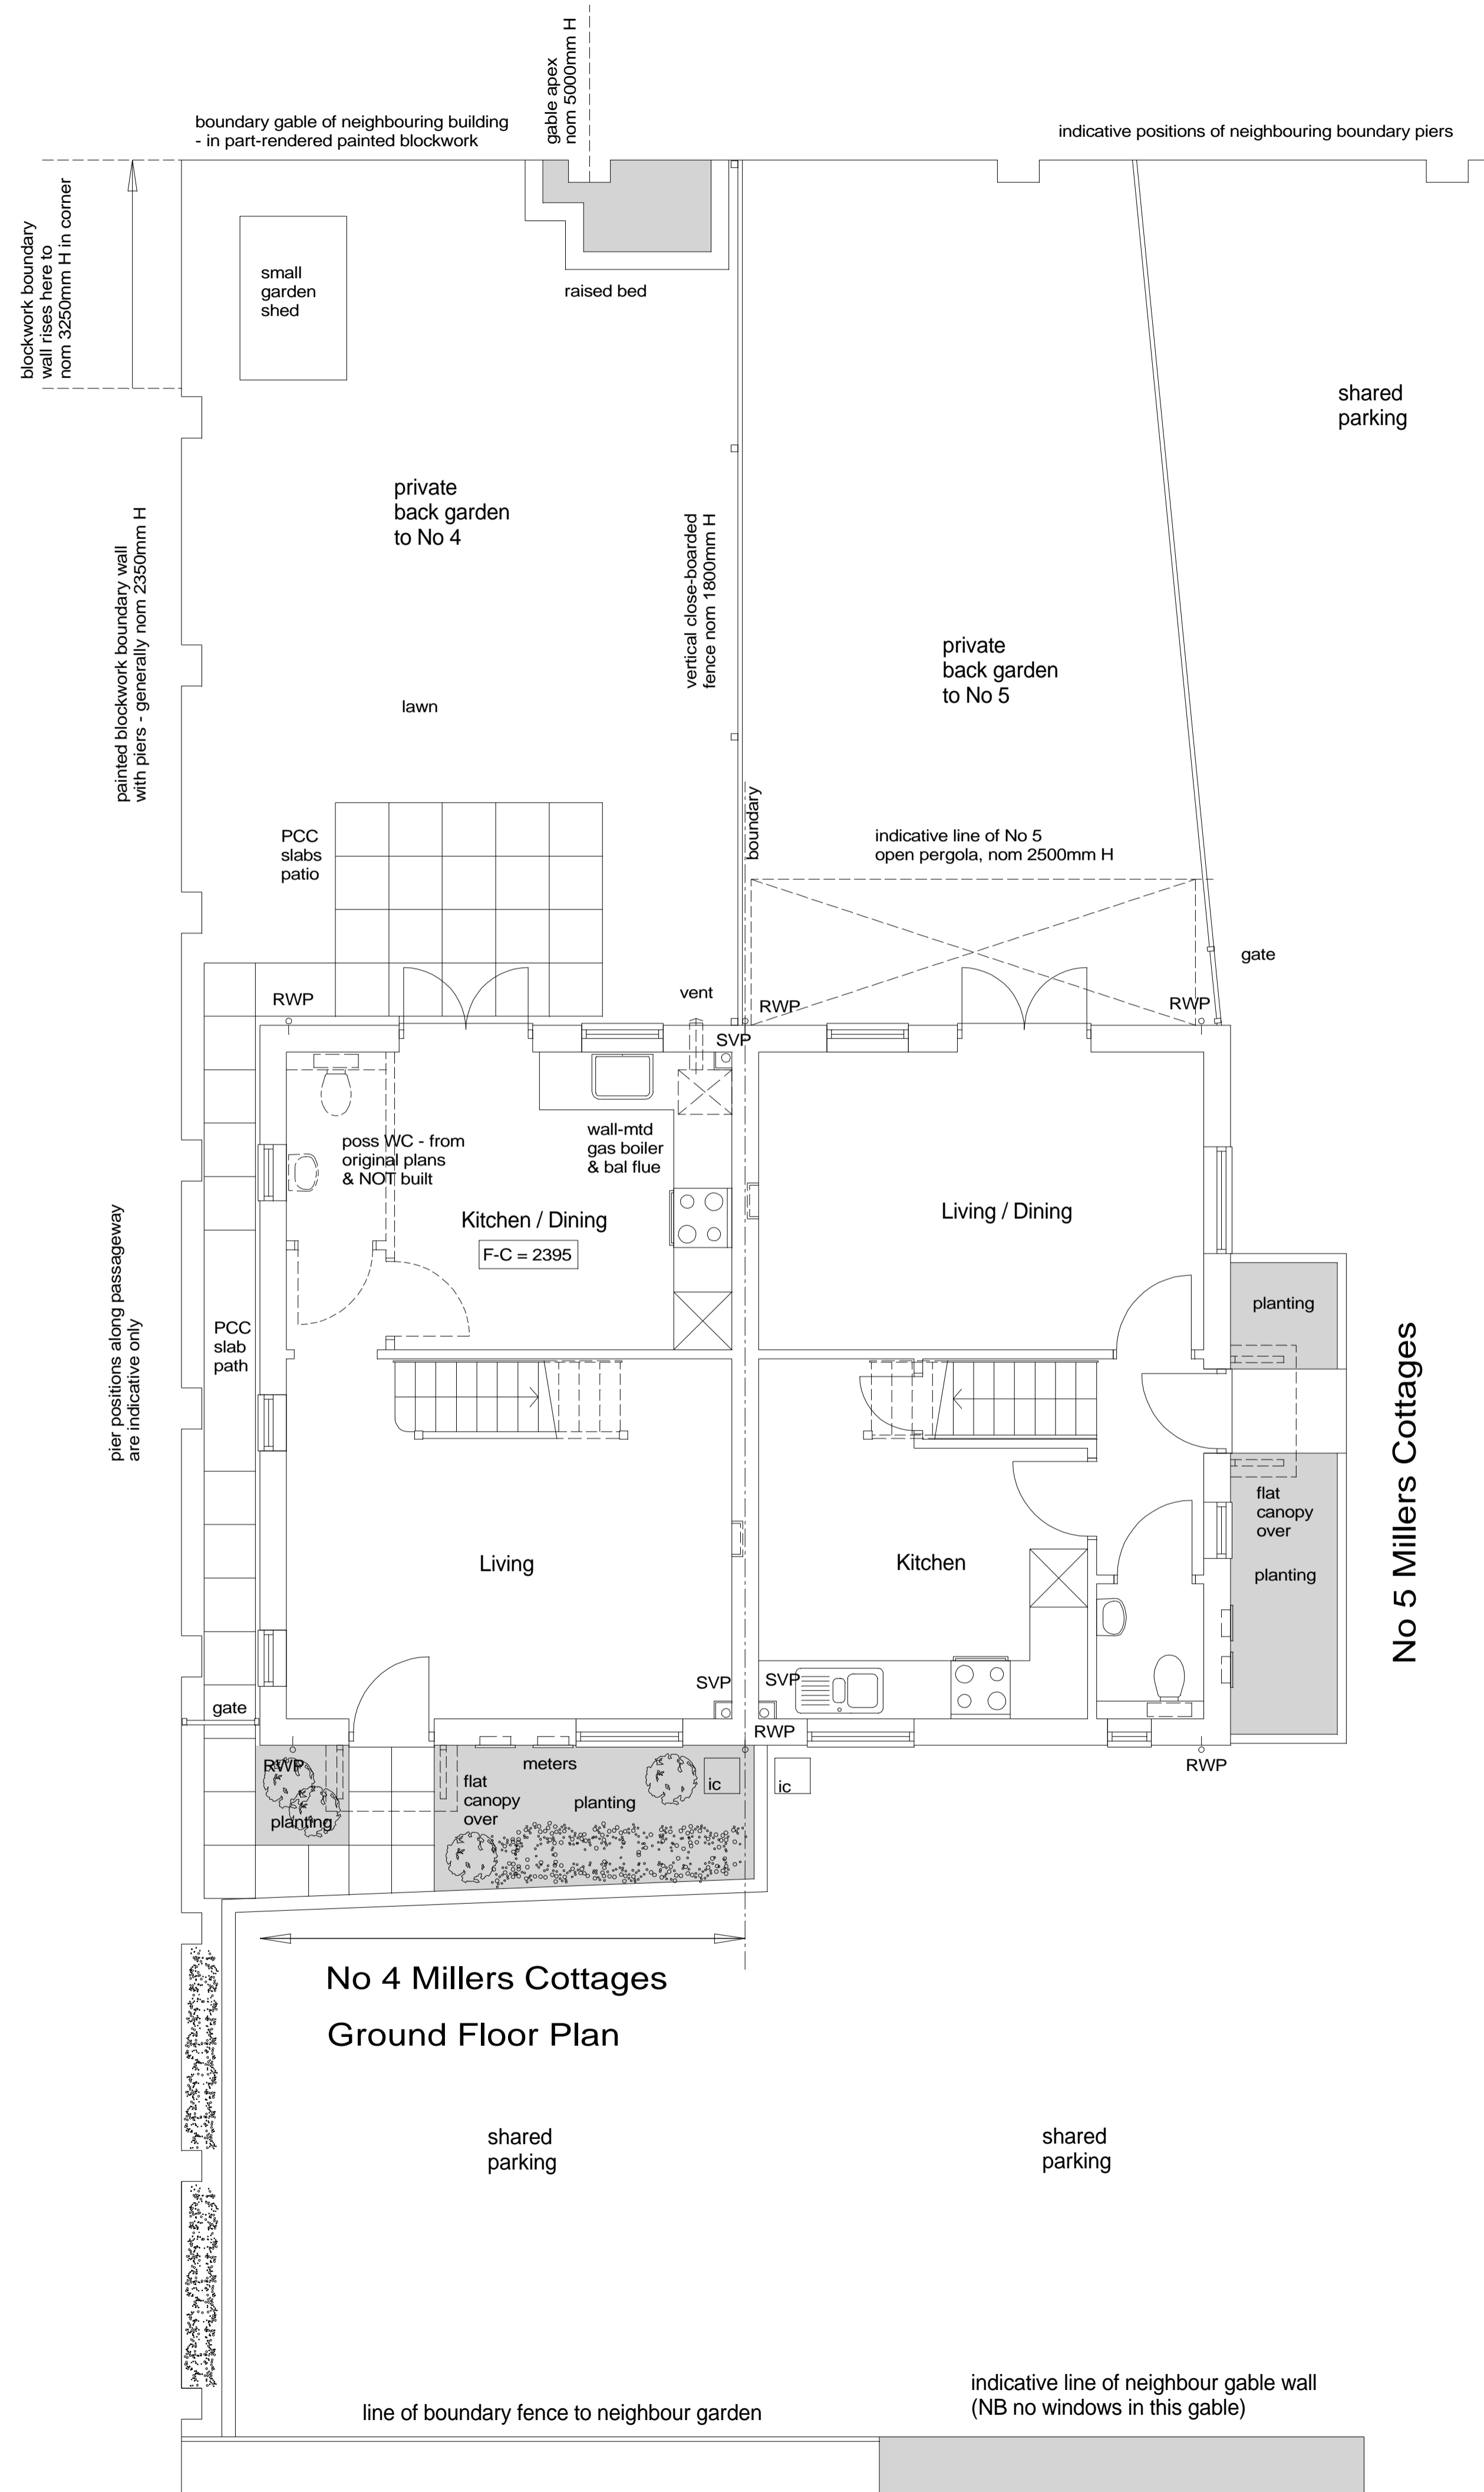 gable apex
nom 5000mm H
boundary gable of neighbouring building
- in part-rendered painted blockwork
indicative positions of neighbouring boundary piers
blockwork boundary
wall rises here to
nom 3250mm H in corner
small
garden
shed
raised bed
shared
parking
private
back garden
to No 4
painted blockwork boundary wall
with piers - generally nom 2350mm H
vertical close-boarded
fence nom 1800mm H
private
back garden
to No 5
lawn
boundary
PCC
slabs
patio
indicative line of No 5
open pergola, nom 2500mm H
gate
RWP
vent
RWP
RWP
SVP
poss WC - from
original plans
& NOT built
wall-mtd
gas boiler
& bal flue
Kitchen / Dining
F-C = 2395
Living / Dining
pier positions along passageway
are indicative only
PCC
slab
path
planting
No 5 Millers Cottages
flat
canopy
over
planting
Living
Kitchen
SVP
SVP
gate
RWP
RWP
RWP
meters
flat
canopy
over
planting
planting
ic
ic
No 4 Millers Cottages
Ground Floor Plan
shared
parking
shared
parking
line of boundary fence to neighbour garden
indicative line of neighbour gable wall
(NB no windows in this gable)